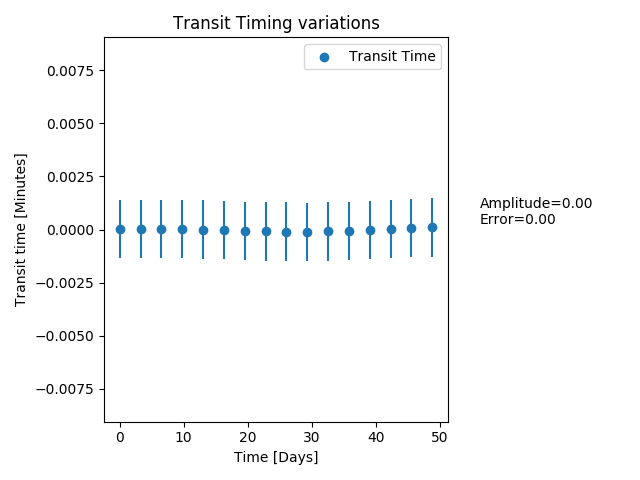 Transit Timing variations
Transit Time
0.0075
0.0050
0.0025
0.0000
−0.0025
−0.0050
−0.0075
Transit time [Minutes]
Amplitude=0.00
Error=0.00
0 10 20 30 40 50
Time [Days]